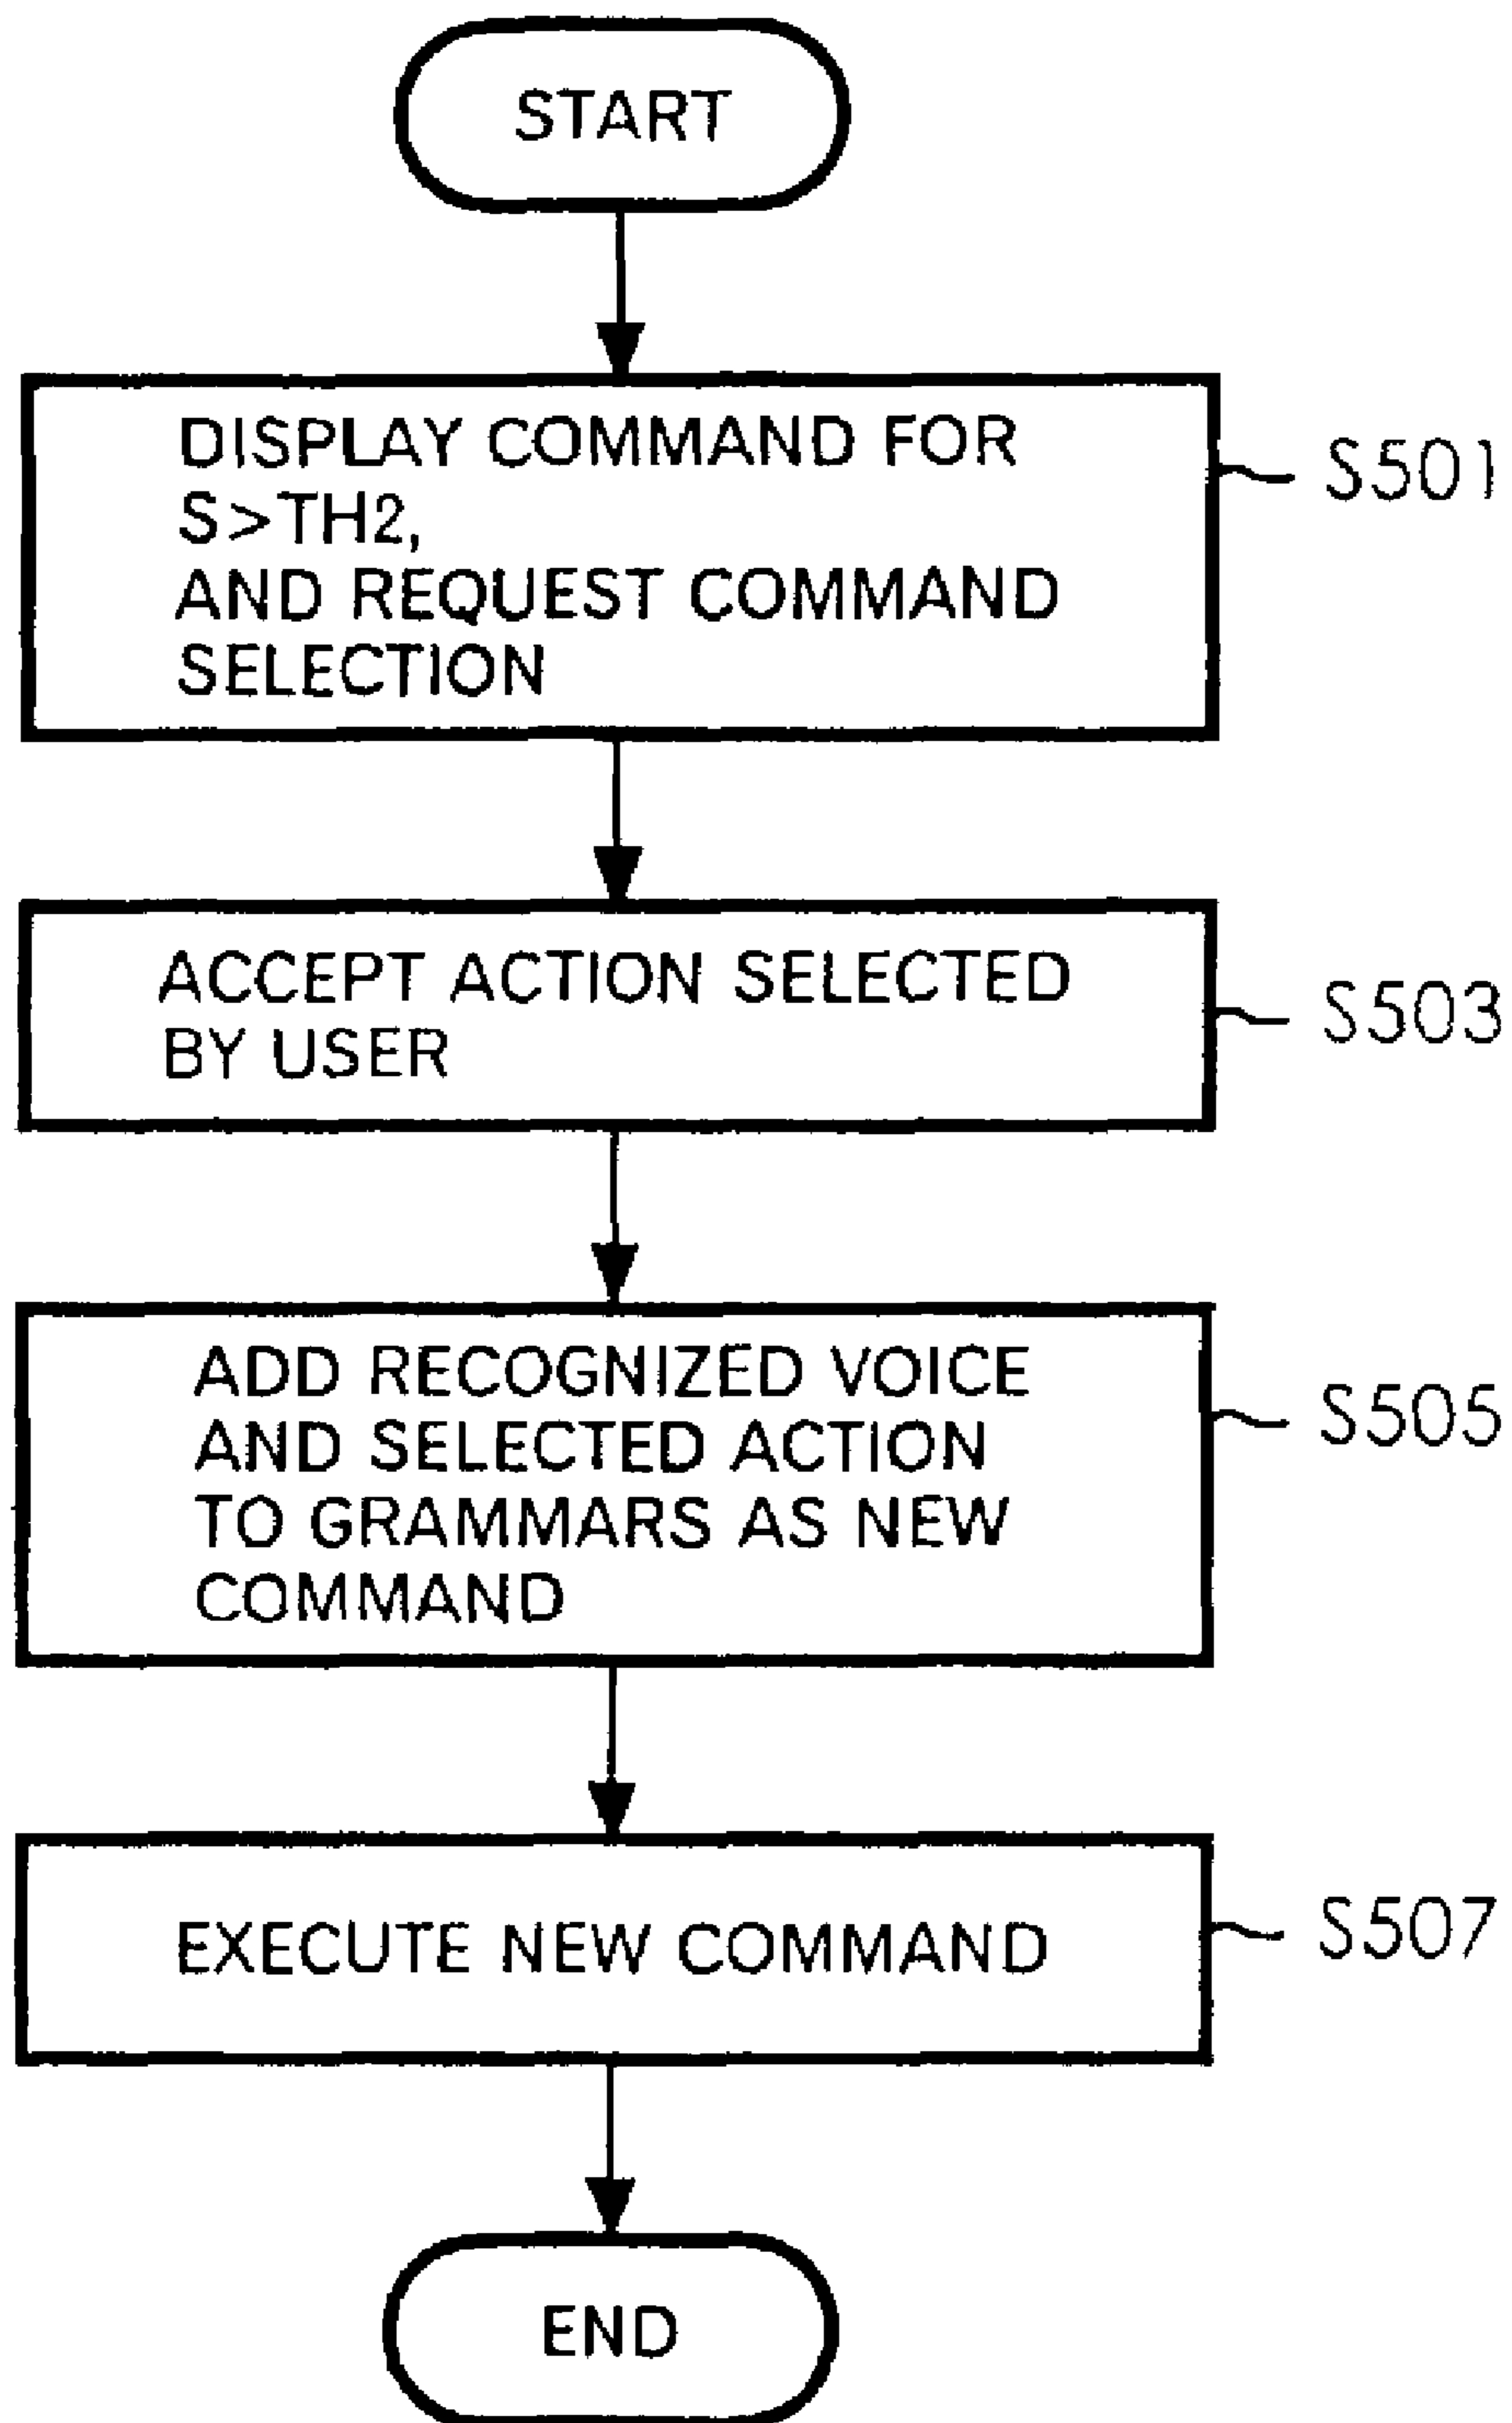 START
DISPLAY COMMAND FOR
S>TH2,
AND REQUEST COMMAND
SELECTION
S501
ACCEPT ACTION SELECTED
BY USER
S503
ADD RECOGNIZED VOICE
AND SELECTED ACTION
TO GRAMMARS AS NEW
COMMAND
S505
EXECUTE NEW COMMAND
S507
END